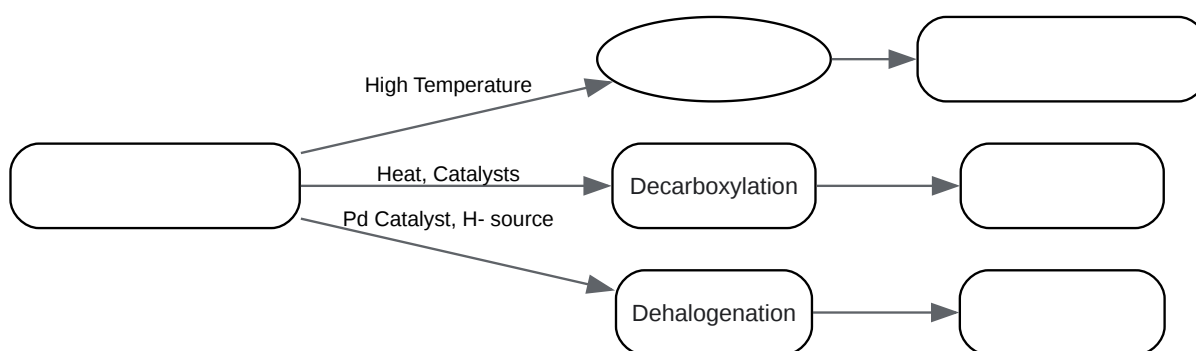 High Temperature
Heat, Catalysts
Decarboxylation
Pd Catalyst, H- source
Dehalogenation